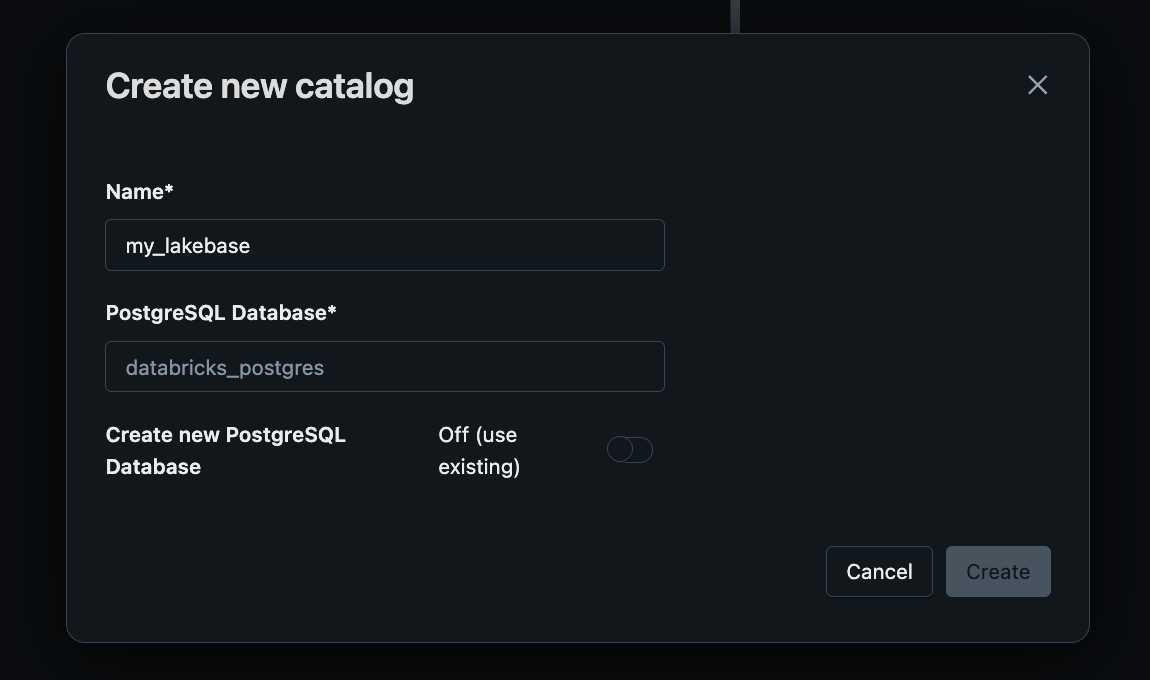 Create new catalog
Name*
my_lakebase
PostgreSQL Database*
databricks_postgres
Create new PostgreSQL
Database
Off (use
existing)
Cancel
Create